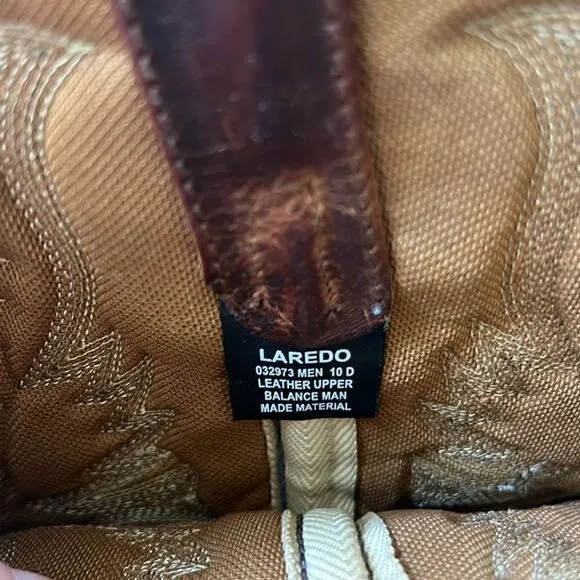 LAREDO
032973 MEN 10 D
LEATHER UPPER
BALANCE MAN
MADE MATERIAL